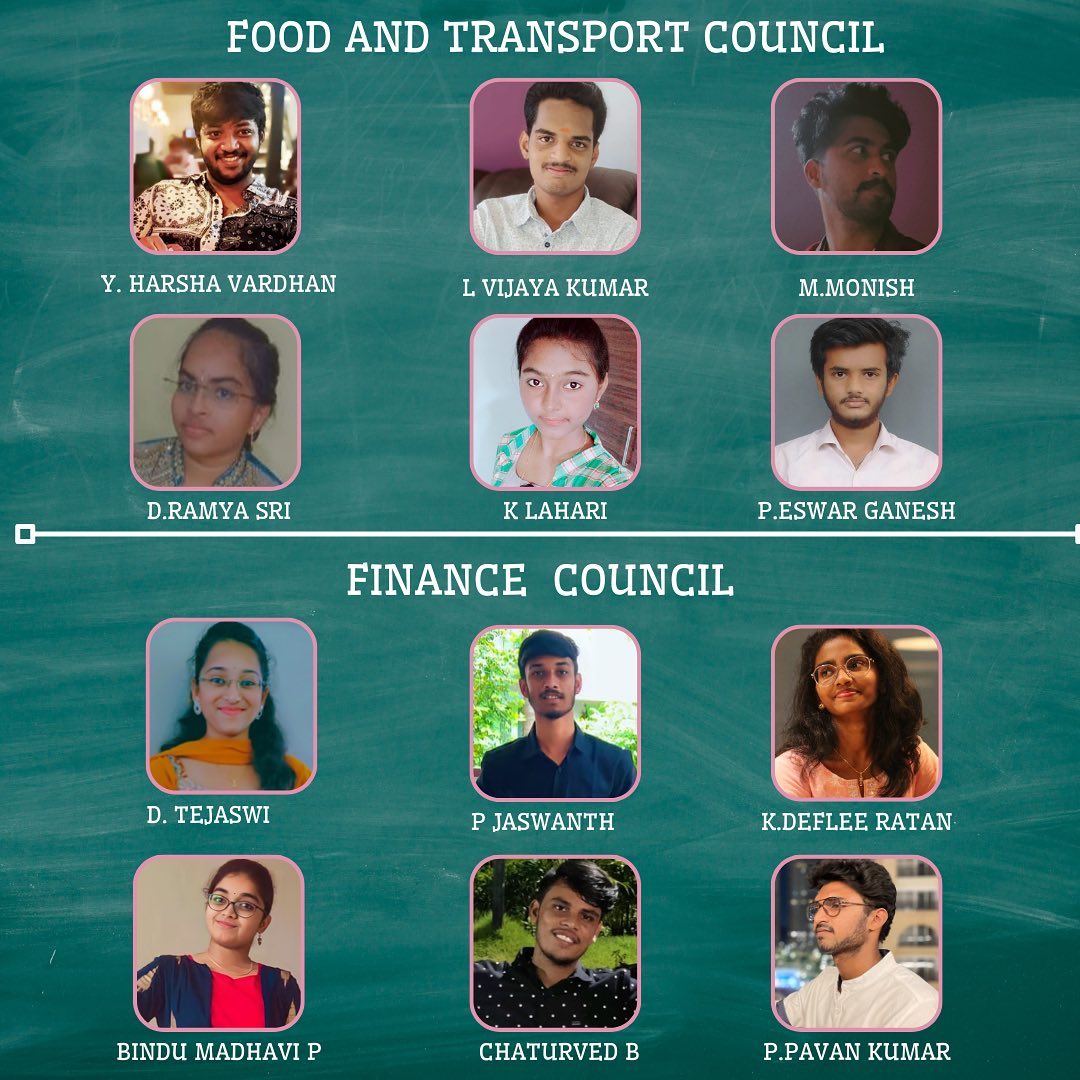 FOOD AND TRANSPORT COUNCIL
Y. HARSHA VARDHAN
L VIJAYA KUMAR
M.MONISH
D.RAMYA SRI
K LAHARI
P.ESWAR GANESH
FINANCE COUNCIL
D. TEJASWI
P JASWANTH
K.DEFLEE RATAN
BINDU MADHAVI P
CHATURVED B
P.PAVAN KUMAR